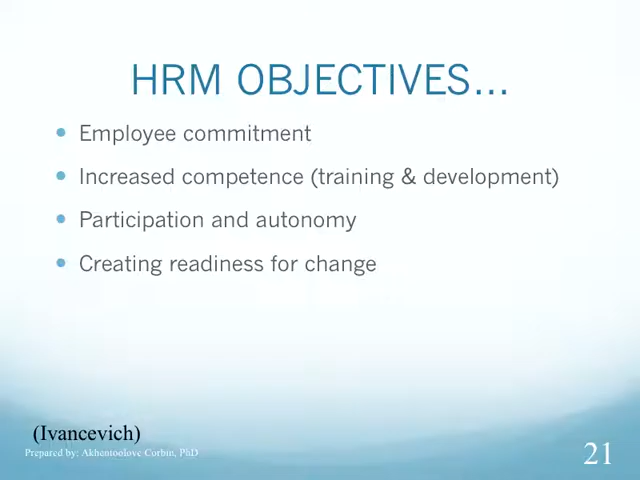 HRM OBJECTIVES...
• Employee commitment
• Increased competence (training & development)
• Participation and autonomy
• Creating readiness for change
(Ivancevich)
Prepared by: Akhentoolove Corbin, PhD
21